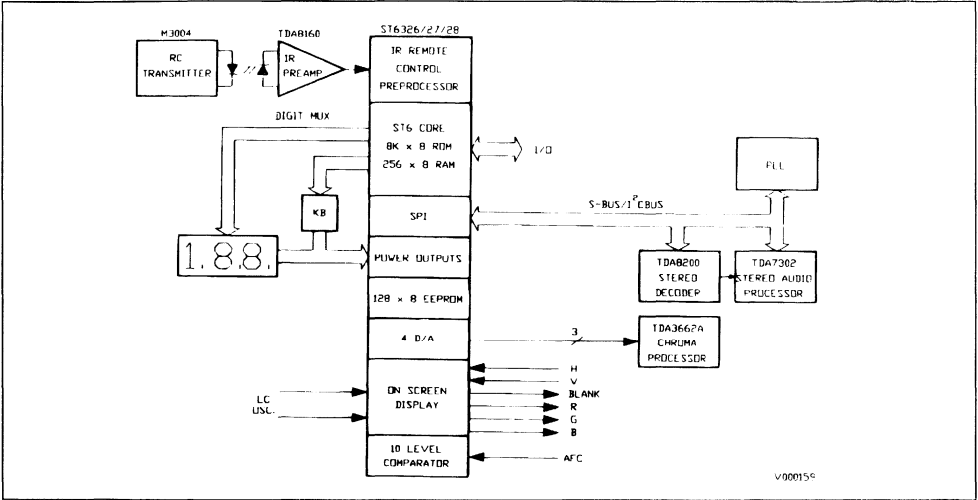 ST6326/27/28
M3004
TDA8160
RC
TRANSMITTER
IR
PREAMP
IR REMOTE
CONTROL
PREPROCESSOR
DIGIT MUX
ST6 CORE
8K x 8 ROM
256 x 8 RAM
I/O
PLL
KB
SPI
S-BUS/I²CBUS
1.8.8.
POWER OUTPUTS
TDA8200
STEREO
DECODER
TDA7302
STEREO AUDIO
PROCESSOR
128 x 8 EEPROM
4 D/A
3
TDA3662A
CHROMA
PROCESSOR
LC
OSC.
ON SCREEN
DISPLAY
H
V
BLANK
R
G
B
10 LEVEL
COMPARATOR
AFC
V000159